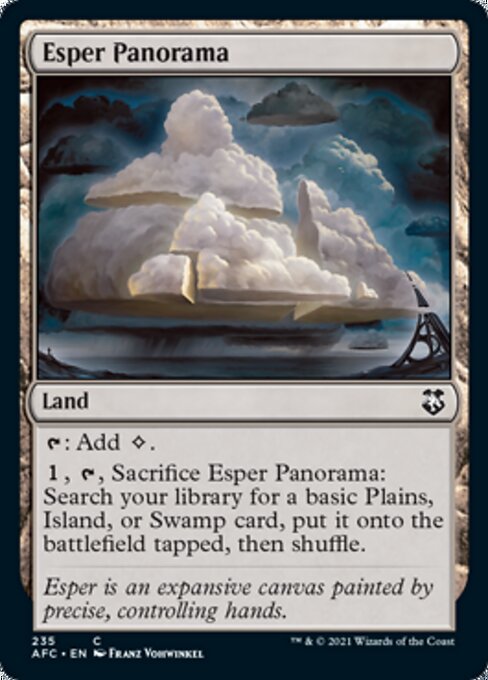 Esper Panorama
Land
: Add .
1 , , Sacrifice Esper Panorama:
Search your library for a basic Plains,
Island, or Swamp card, put it onto the
battlefield tapped, then shuffle.
Esper is an expansive canvas painted by
precise, controlling hands.
235 C
AFC • EN Franz Vohwinkel
™ & © 2021 Wizards of the Coast